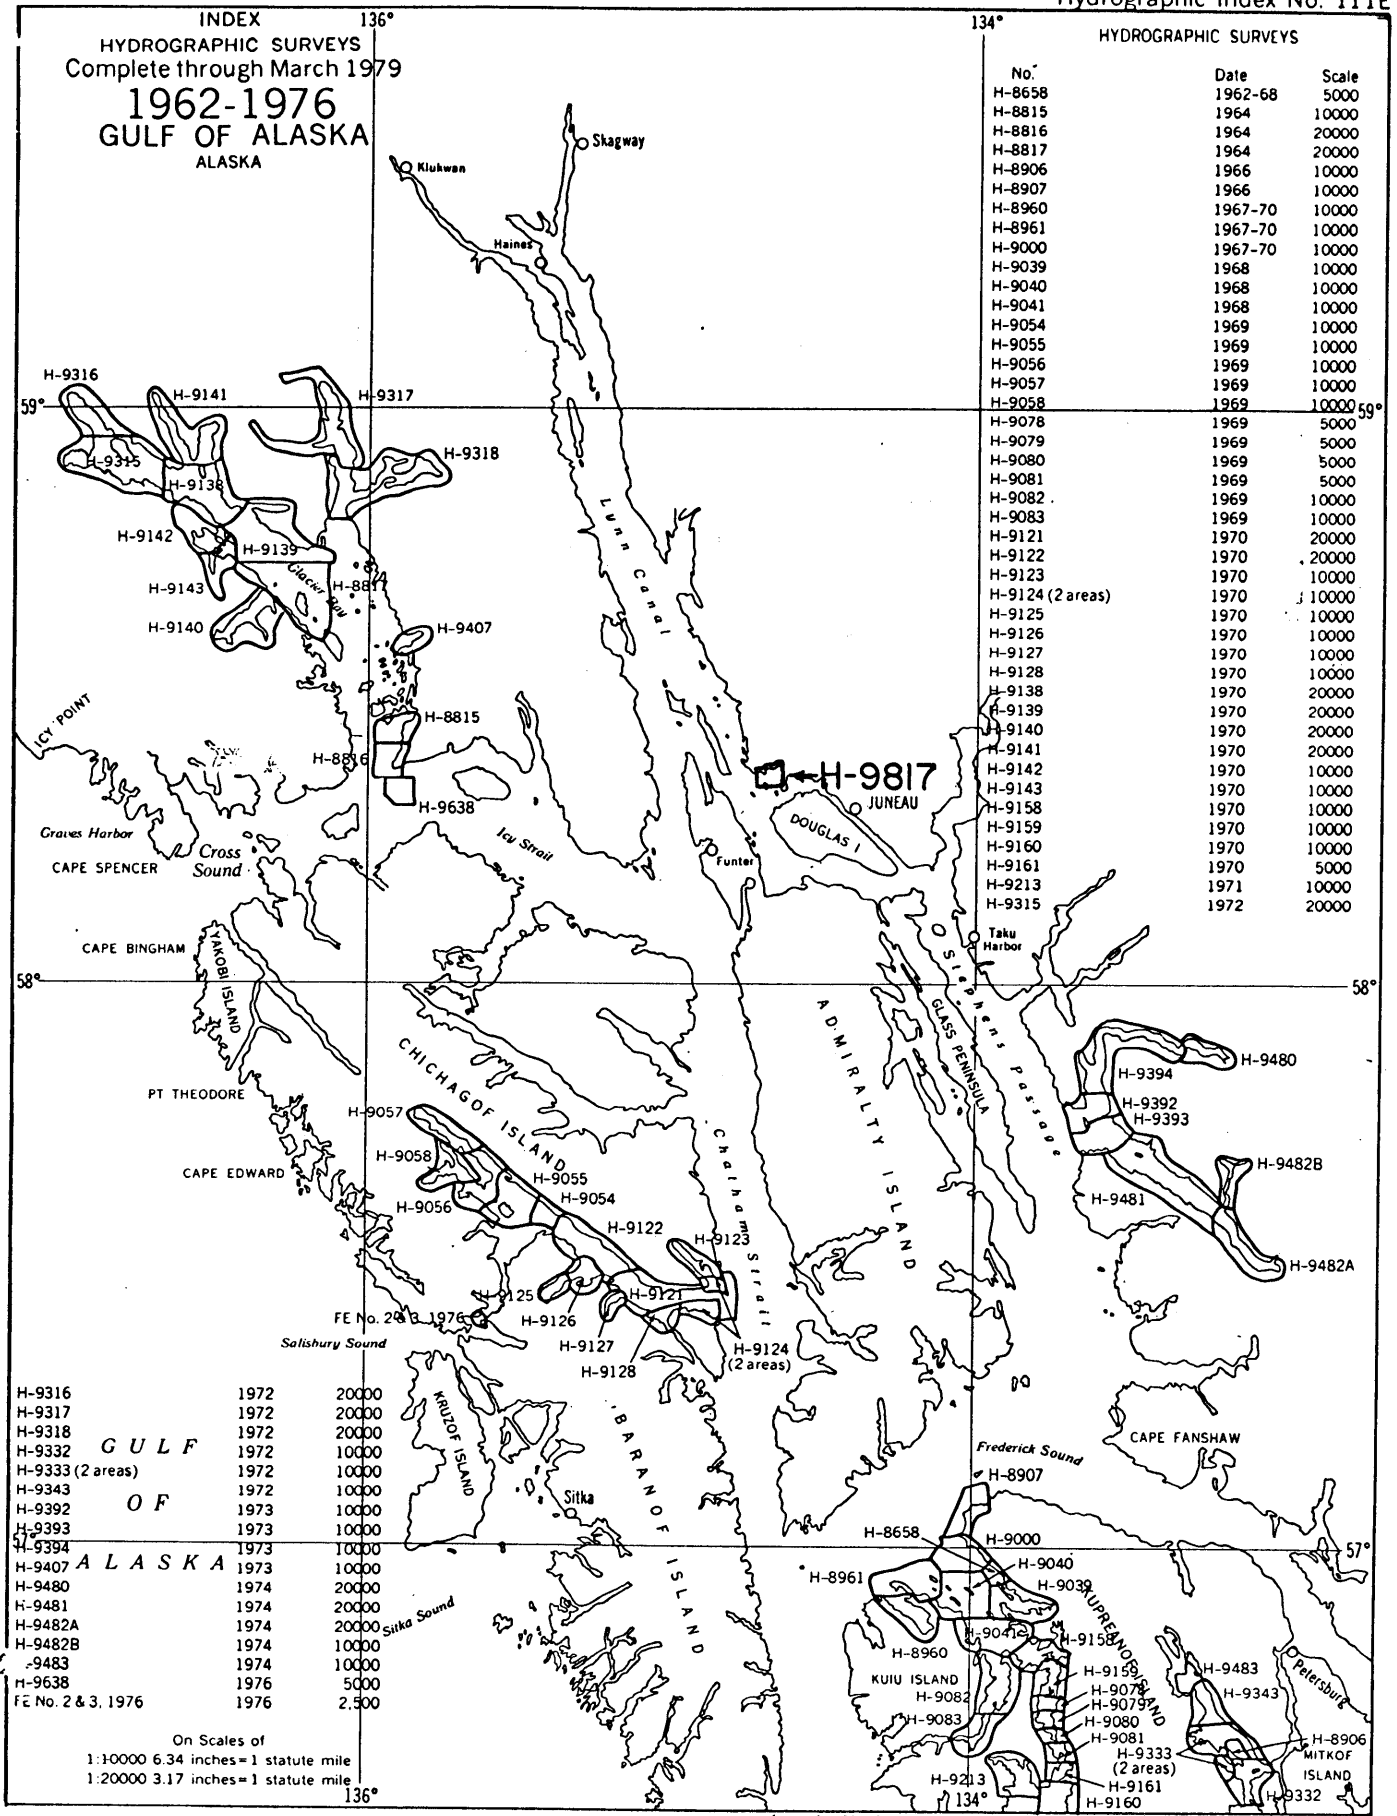 Hydrographic Index No. 111E
INDEX
HYDROGRAPHIC SURVEYS
Complete through March 1979
1962-1976
GULF OF ALASKA
ALASKA
136°
134°
HYDROGRAPHIC SURVEYS
No. Date Scale
H-8658 1962-68 5000
H-8815 1964 10000
H-8816 1964 20000
H-8817 1964 20000
H-8906 1966 10000
H-8907 1966 10000
H-8960 1967-70 10000
H-8961 1967-70 10000
H-9000 1967-70 10000
H-9039 1968 10000
H-9040 1968 10000
H-9041 1968 10000
H-9054 1969 10000
H-9055 1969 10000
H-9056 1969 10000
H-9057 1969 10000
H-9058 1969 10000
H-9078 1969 5000
H-9079 1969 5000
H-9080 1969 5000
H-9081 1969 5000
H-9082 1969 10000
H-9083 1969 10000
H-9121 1970 20000
H-9122 1970 20000
H-9123 1970 10000
H-9124 (2 areas) 1970 10000
H-9125 1970 10000
H-9126 1970 10000
H-9127 1970 10000
H-9128 1970 10000
H-9138 1970 20000
H-9139 1970 20000
H-9140 1970 20000
H-9141 1970 20000
H-9142 1970 10000
H-9143 1970 10000
H-9158 1970 10000
H-9159 1970 10000
H-9160 1970 10000
H-9161 1970 5000
H-9213 1971 10000
H-9315 1972 20000
Skagway
Klukwan
Haines
H-9316
H-9141
H-9317
59°
59°
H-9315
H-9318
H-9138
H-9142
H-9139
Glacier Bay
H-8817
H-9143
H-9140
H-9407
Lunn Canal
ICY POINT
H-8815
H-8816
H-9638
H-9817
JUNEAU
DOUGLAS I
Graves Harbor
Cross
Sound
CAPE SPENCER
Icy Strait
Funter
CAPE BINGHAM
YAKOBI ISLAND
Taku
Harbor
58°
58°
Stephens Passage
GLASS PENINSULA
ADMIRALTY ISLAND
CHICHAGOF ISLAND
PT THEODORE
CAPE EDWARD
H-9480
H-9394
H-9392
H-9393
H-9482B
H-9481
H-9482A
H-9057
H-9058
H-9055
H-9054
H-9056
H-9122
H-9123
Chatham Strait
H-9125
H-9121
FE No. 2 & 3, 1976
H-9126
H-9127
H-9128
H-9124
(2 areas)
Salisbury Sound
KRUZOF ISLAND
BARANOF ISLAND
Sitka
Sitka Sound
CAPE FANSHAW
Frederick Sound
H-8907
H-8658
H-9000
H-9040
H-9039
H-8961
H-9041
H-9158
H-8960
KUPREANOF ISLAND
KUIU ISLAND
H-9082
H-9083
H-9159
H-9078
H-9079
H-9080
H-9081
H-9333
(2 areas)
H-9213
H-9161
H-9160
H-9483
H-9343
Petersburg
H-8906
MITKOF
ISLAND
H-9332
57°
57°
H-9316 1972 20000
H-9317 1972 20000
H-9318 1972 20000
H-9332 1972 10000
H-9333 (2 areas) 1972 10000
H-9343 1972 10000
H-9392 1973 10000
H-9393 1973 10000
H-9394 1973 10000
H-9407 1973 10000
H-9480 1974 20000
H-9481 1974 20000
H-9482A 1974 20000
H-9482B 1974 10000
-9483 1974 10000
H-9638 1976 5000
FE No. 2 & 3, 1976 1976 2,500
GULF
OF
ALASKA
On Scales of
1:10000 6.34 inches = 1 statute mile
1:20000 3.17 inches = 1 statute mile
136°
134°